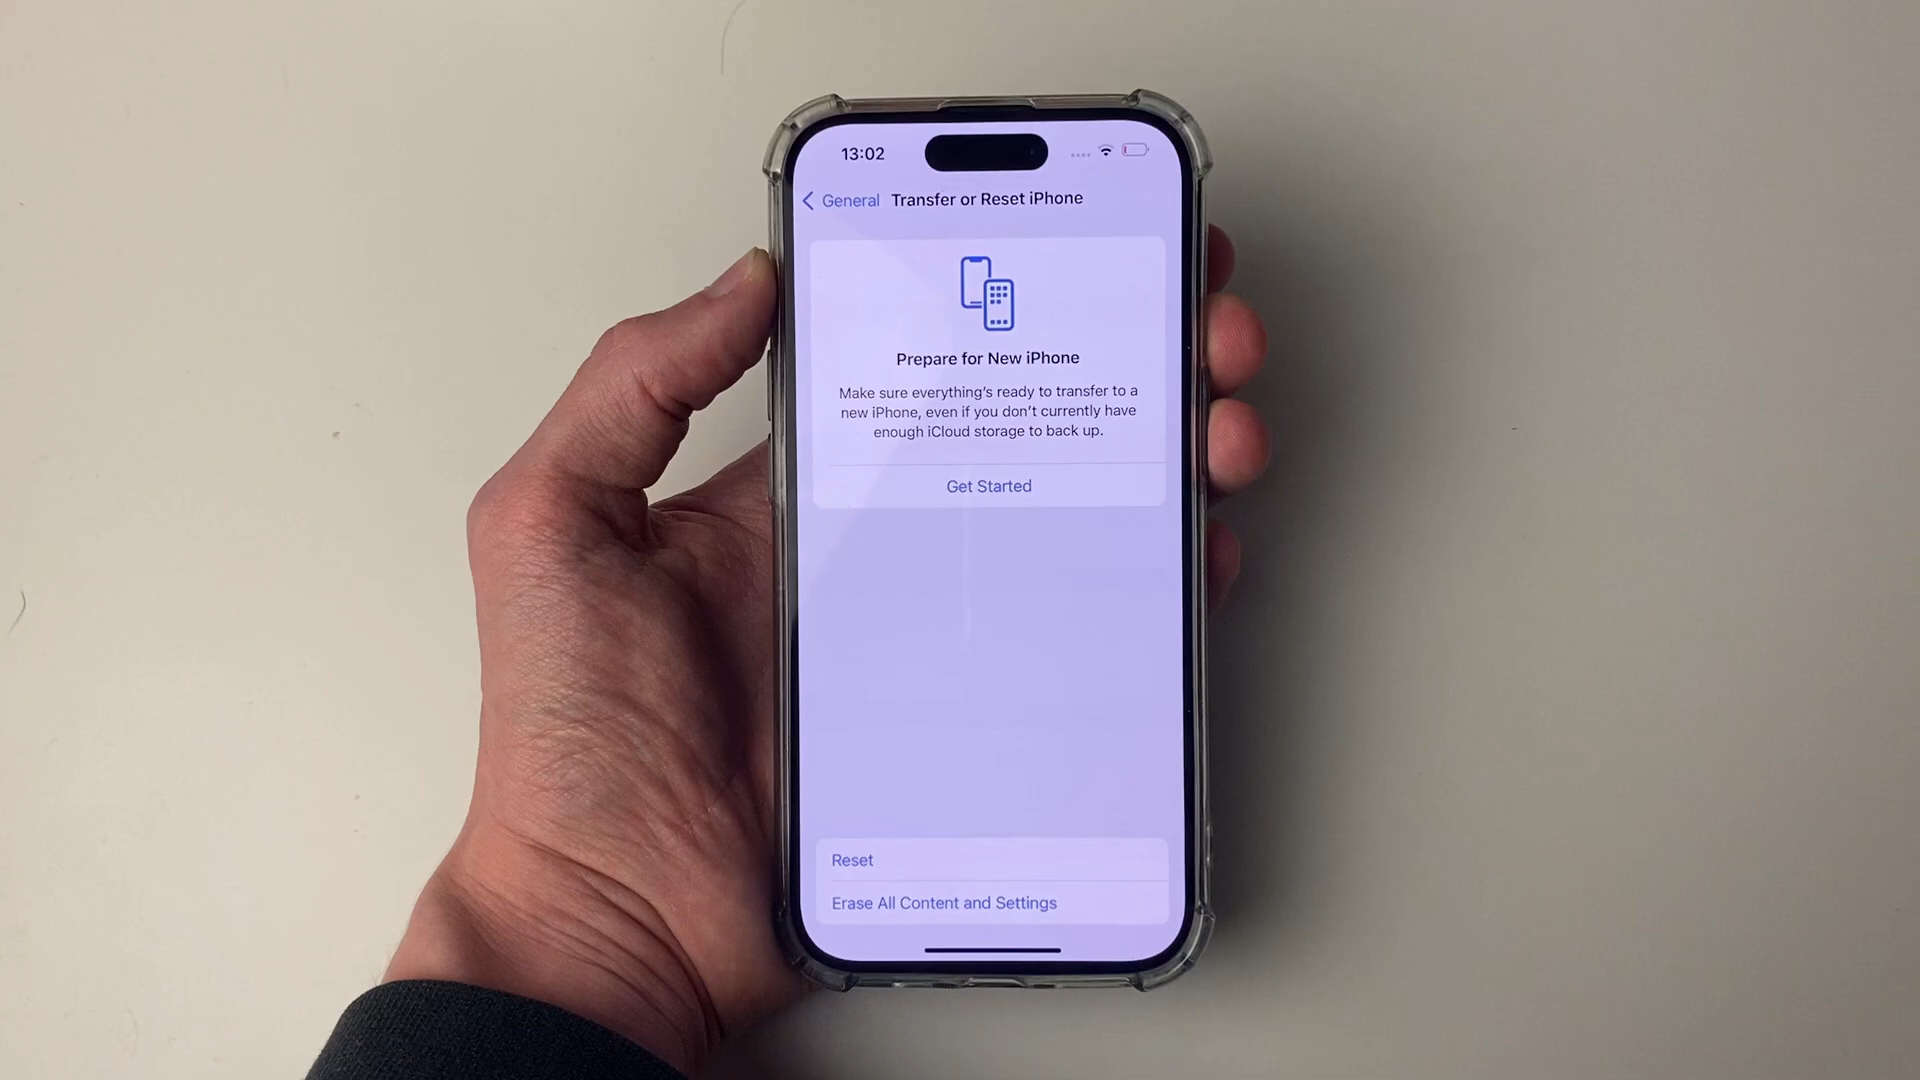 13:02
General Transfer or Reset iPhone
Prepare for New iPhone
Make sure everything's ready to transfer to a
new iPhone, even if you don't currently have
enough iCloud storage to back up.
Get Started
Reset
Erase All Content and Settings